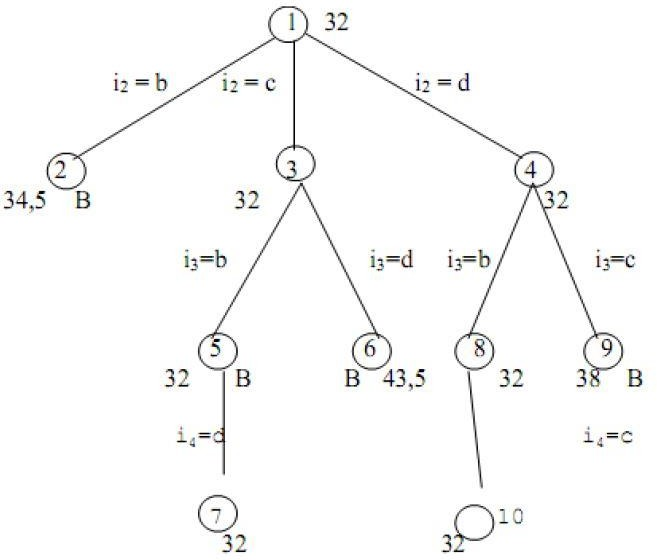 1 32
i2 = b i2 = c i2 = d
2 3 4
34,5 B 32 32
i3=b i3=d i3=b i3=c
5 6 8 9
32 B B 43,5 32 38 B
i4=d i4=c
7 10
32 32